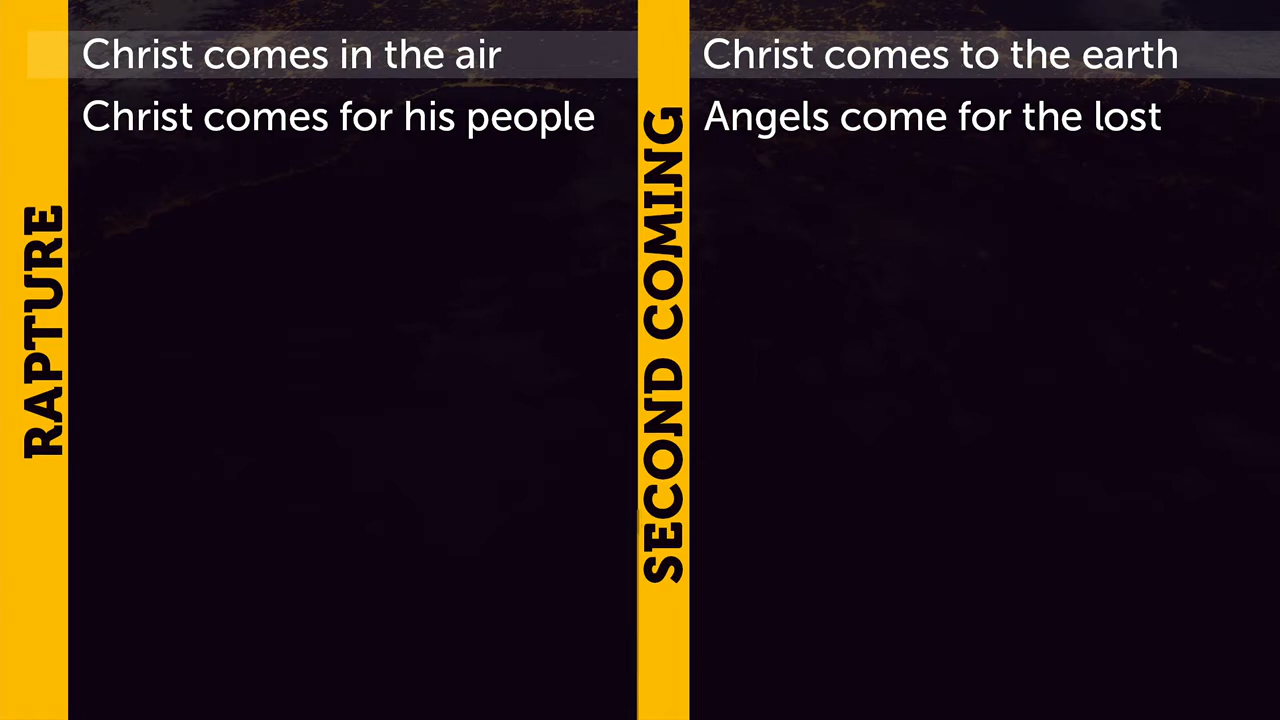 RAPTURE
Christ comes in the air
Christ comes for his people
SECOND COMING
Christ comes to the earth
Angels come for the lost